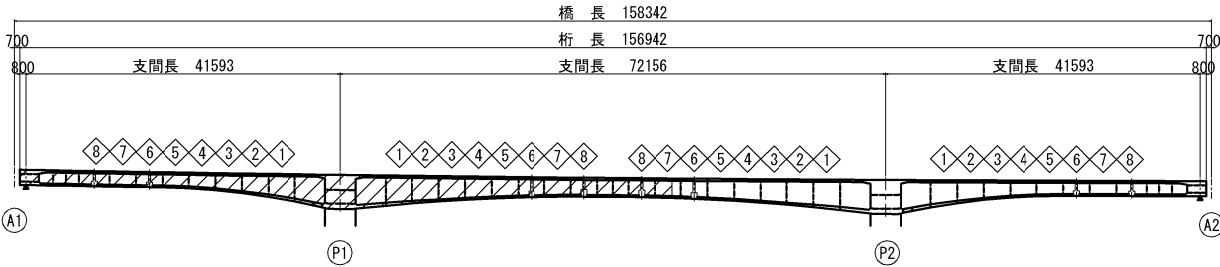 橋 長 158342
700 桁 長 156942 700
800 支間長 41593 支間長 72156 支間長 41593 800
8 7 6 5 4 3 2 1 1 2 3 4 5 6 7 8 8 7 6 5 4 3 2 1 1 2 3 4 5 6 7 8
A1 A2
P1 P2